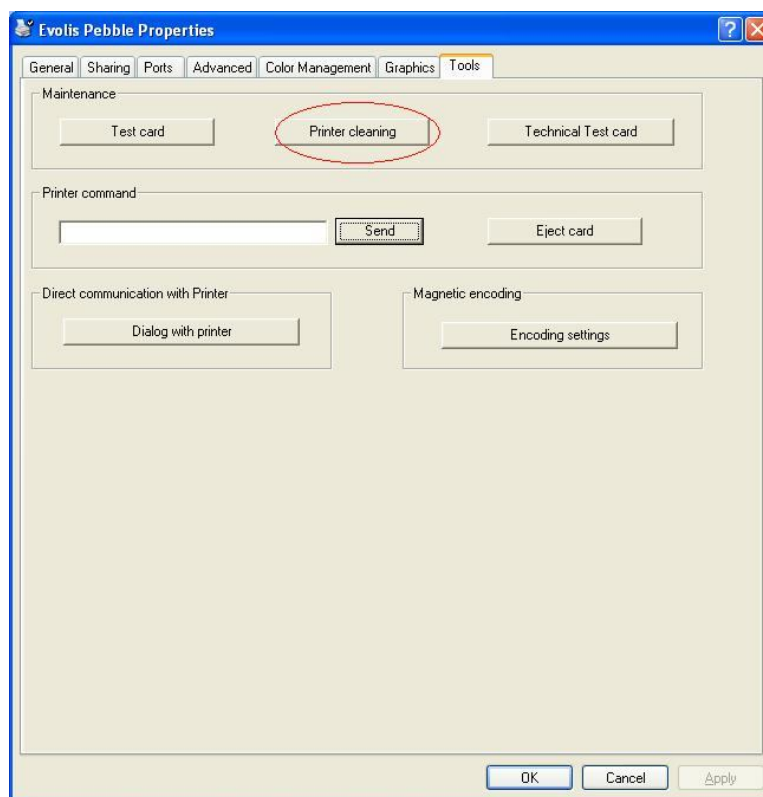 Evolis Pebble Properties
General Sharing Ports Advanced Color Management Graphics Tools
Maintenance
Test card Printer cleaning Technical Test card
Printer command
Send Eject card
Direct communication with Printer Magnetic encoding
Dialog with printer Encoding settings
OK Cancel Apply